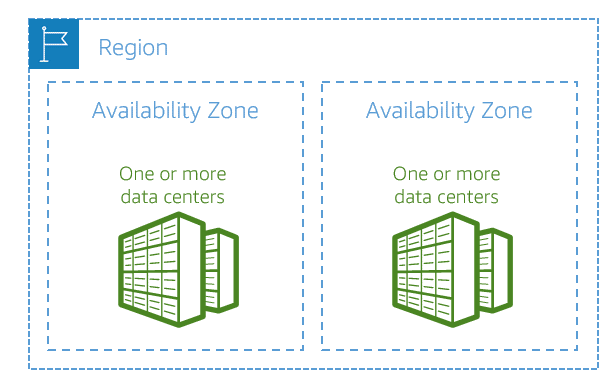 Region
Availability Zone
One or more
data centers
Availability Zone
One or more
data centers